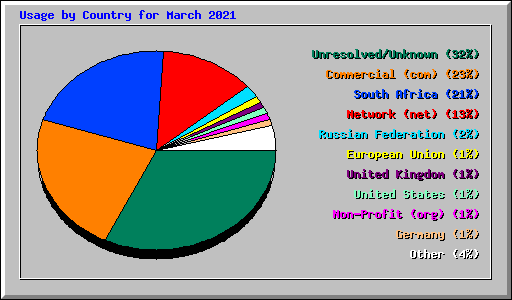 Usage by Country for March 2021
Unresolved/Unknown (32%)
Commercial (com) (23%)
South Africa (21%)
Network (net) (13%)
Russian Federation (2%)
European Union (1%)
United Kingdom (1%)
United States (1%)
Non-Profit (org) (1%)
Germany (1%)
Other (4%)